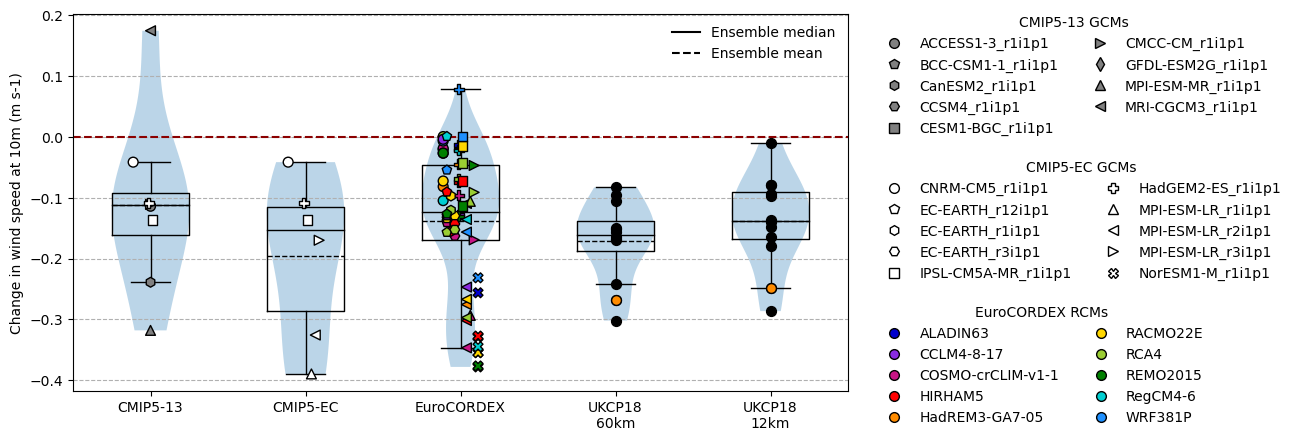 Change in wind speed at 10m (m s-1)
0.2
0.1
0.0
−0.1
−0.2
−0.3
−0.4
Ensemble median
Ensemble mean
CMIP5-13
CMIP5-EC
EuroCORDEX
UKCP18
60km
UKCP18
12km
CMIP5-13 GCMs
ACCESS1-3_r1i1p1
BCC-CSM1-1_r1i1p1
CanESM2_r1i1p1
CCSM4_r1i1p1
CESM1-BGC_r1i1p1
CMCC-CM_r1i1p1
GFDL-ESM2G_r1i1p1
MPI-ESM-MR_r1i1p1
MRI-CGCM3_r1i1p1
CMIP5-EC GCMs
CNRM-CM5_r1i1p1
EC-EARTH_r12i1p1
EC-EARTH_r1i1p1
EC-EARTH_r3i1p1
IPSL-CM5A-MR_r1i1p1
HadGEM2-ES_r1i1p1
MPI-ESM-LR_r1i1p1
MPI-ESM-LR_r2i1p1
MPI-ESM-LR_r3i1p1
NorESM1-M_r1i1p1
EuroCORDEX RCMs
ALADIN63
CCLM4-8-17
COSMO-crCLIM-v1-1
HIRHAM5
HadREM3-GA7-05
RACMO22E
RCA4
REMO2015
RegCM4-6
WRF381P